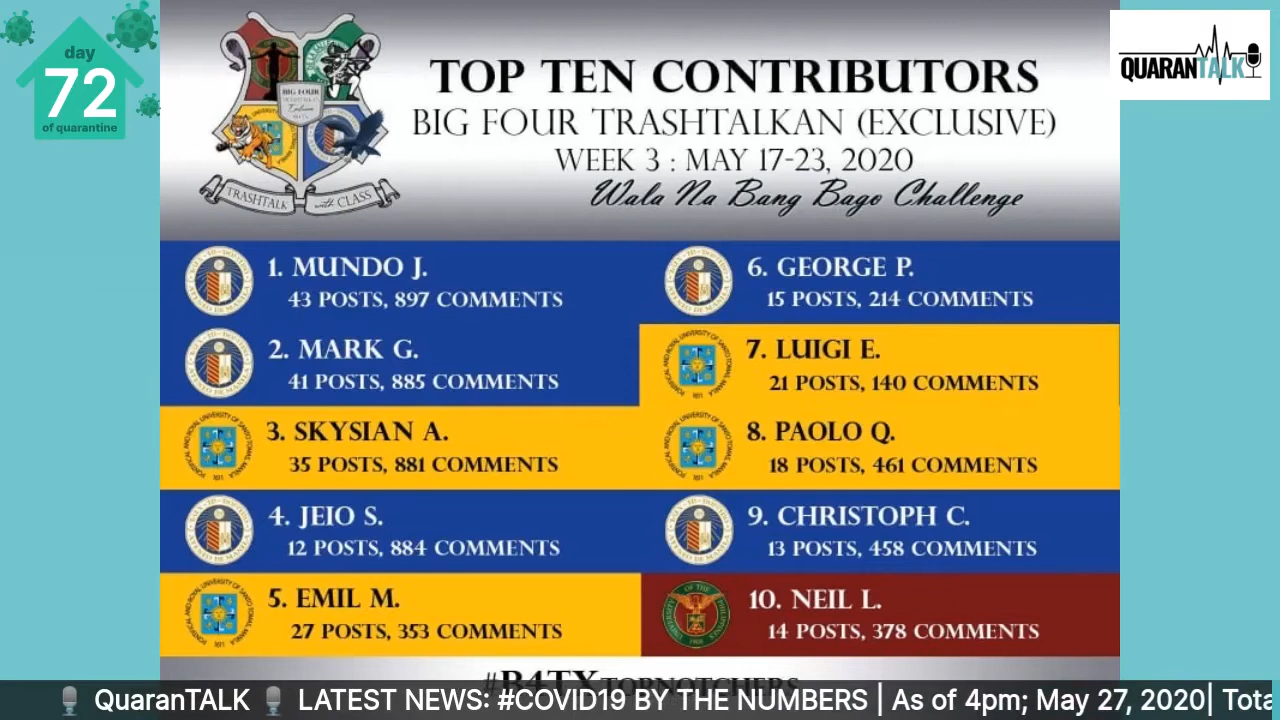 day
72
of quarantine
QUARANTALK
BIG FOUR
TRASHTALK with CLASS
TOP TEN CONTRIBUTORS
BIG FOUR TRASHTALKAN (EXCLUSIVE)
WEEK 3 : MAY 17-23, 2020
Wala Na Bang Bago Challenge
1. MUNDO J.
43 POSTS, 897 COMMENTS
2. MARK G.
41 POSTS, 885 COMMENTS
3. SKYSIAN A.
35 POSTS, 881 COMMENTS
4. JEIO S.
12 POSTS, 884 COMMENTS
5. EMIL M.
27 POSTS, 353 COMMENTS
6. GEORGE P.
15 POSTS, 214 COMMENTS
7. LUIGI E.
21 POSTS, 140 COMMENTS
8. PAOLO Q.
18 POSTS, 461 COMMENTS
9. CHRISTOPH C.
13 POSTS, 458 COMMENTS
10. NEIL L.
14 POSTS, 378 COMMENTS
#B4TXTOPNOTCHERS
QuaranTALK LATEST NEWS: #COVID19 BY THE NUMBERS | As of 4pm; May 27, 2020| Tota